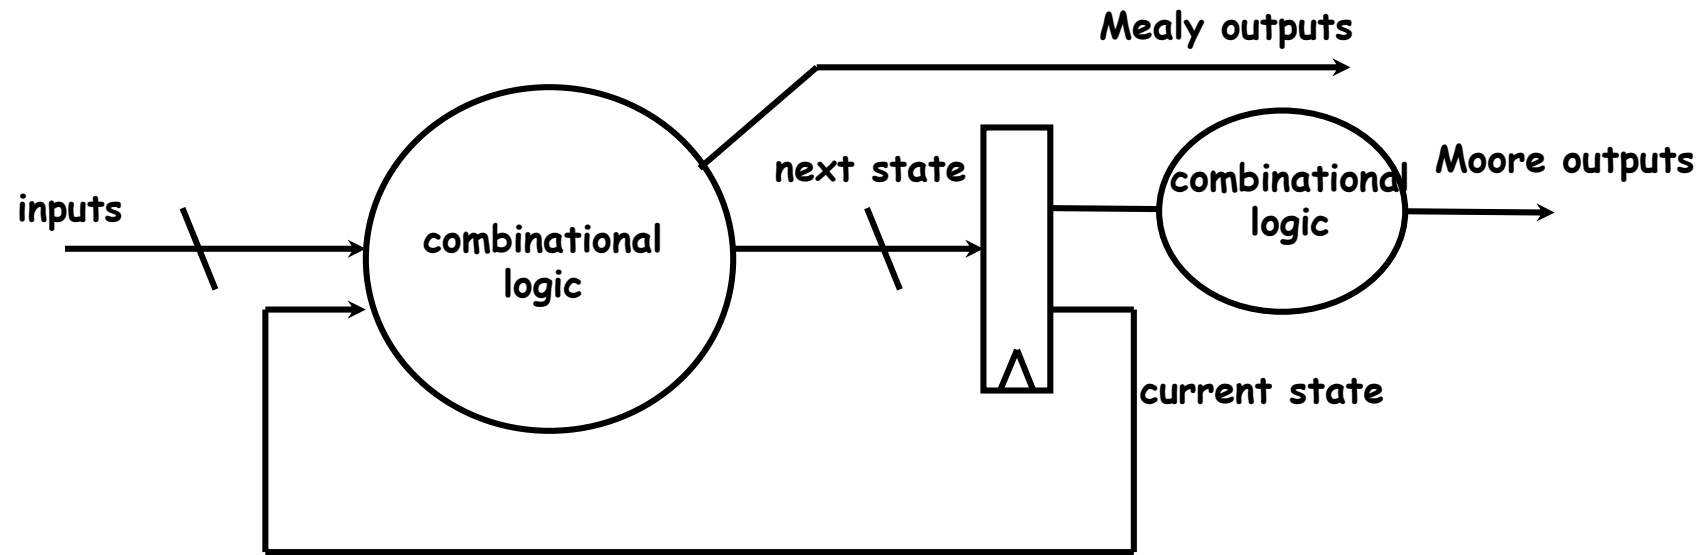 Mealy outputs
next state
combinational
logic
Moore outputs
inputs
combinational
logic
current state